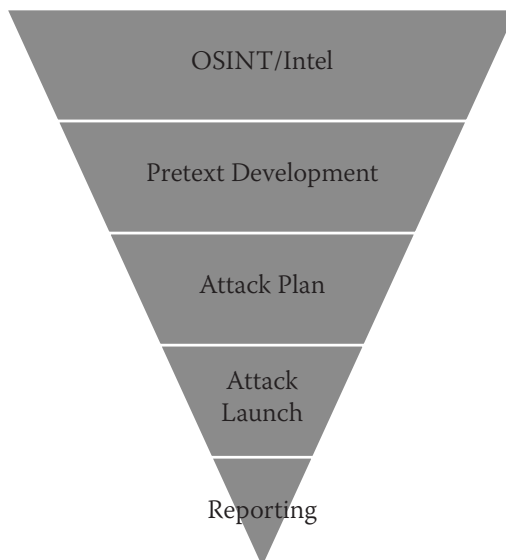 OSINT/Intel
Pretext Development
Attack Plan
Attack
Launch
Reporting